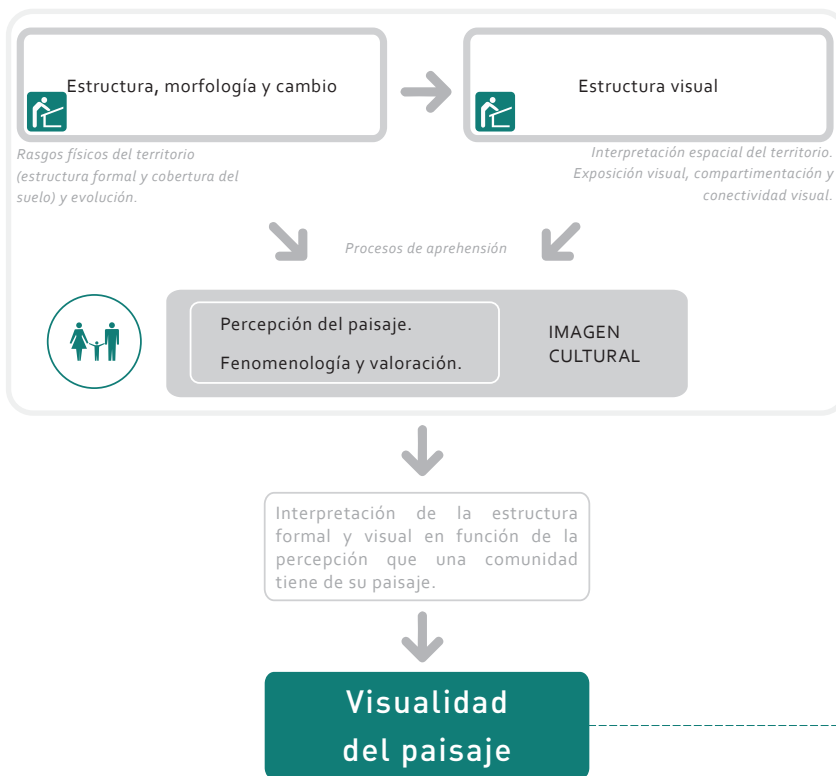 Estructura, morfología y cambio
Estructura visual
Rasgos físicos del territorio
(estructura formal y cobertura del
suelo) y evolución.
Interpretación espacial del territorio.
Exposición visual, compartimentación y
conectividad visual.
Procesos de aprehensión
Percepción del paisaje.
Fenomenología y valoración.
IMAGEN
CULTURAL
Interpretación de la estructura
formal y visual en función de la
percepción que una comunidad
tiene de su paisaje.
Visualidad
del paisaje